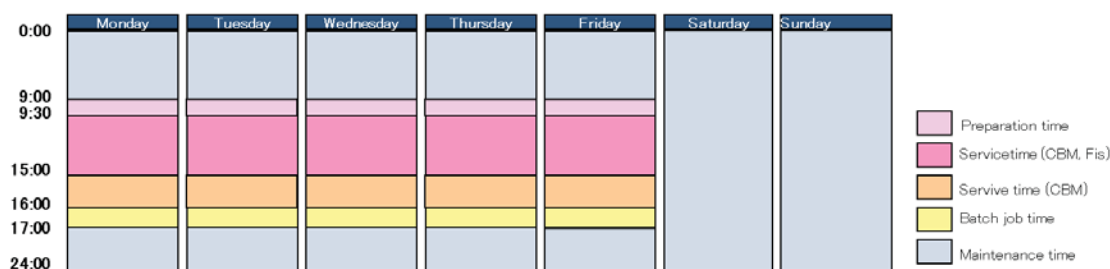 Monday Tuesday Wednesday Thursday Friday Saturday Sunday
0:00
9:00
9:30
15:00
16:00
17:00
24:00
Preparation time
Servicetime (CBM, Fis)
Servive time (CBM)
Batch job time
Maintenance time